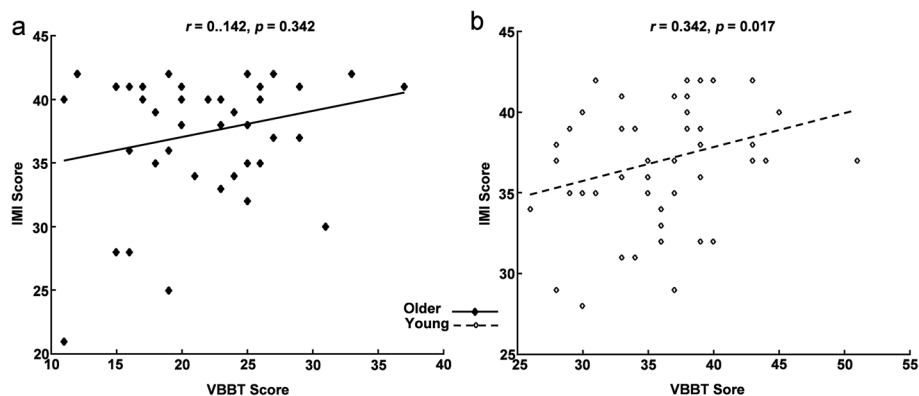 a
r = 0..142, p = 0.342
45
40
35
30
25
20
IMI Score
10
15
20
25
30
35
40
VBBT Score
Older
Young
b
r = 0.342, p = 0.017
45
40
35
30
25
IMI Score
25
30
35
40
45
50
55
VBBT Sore